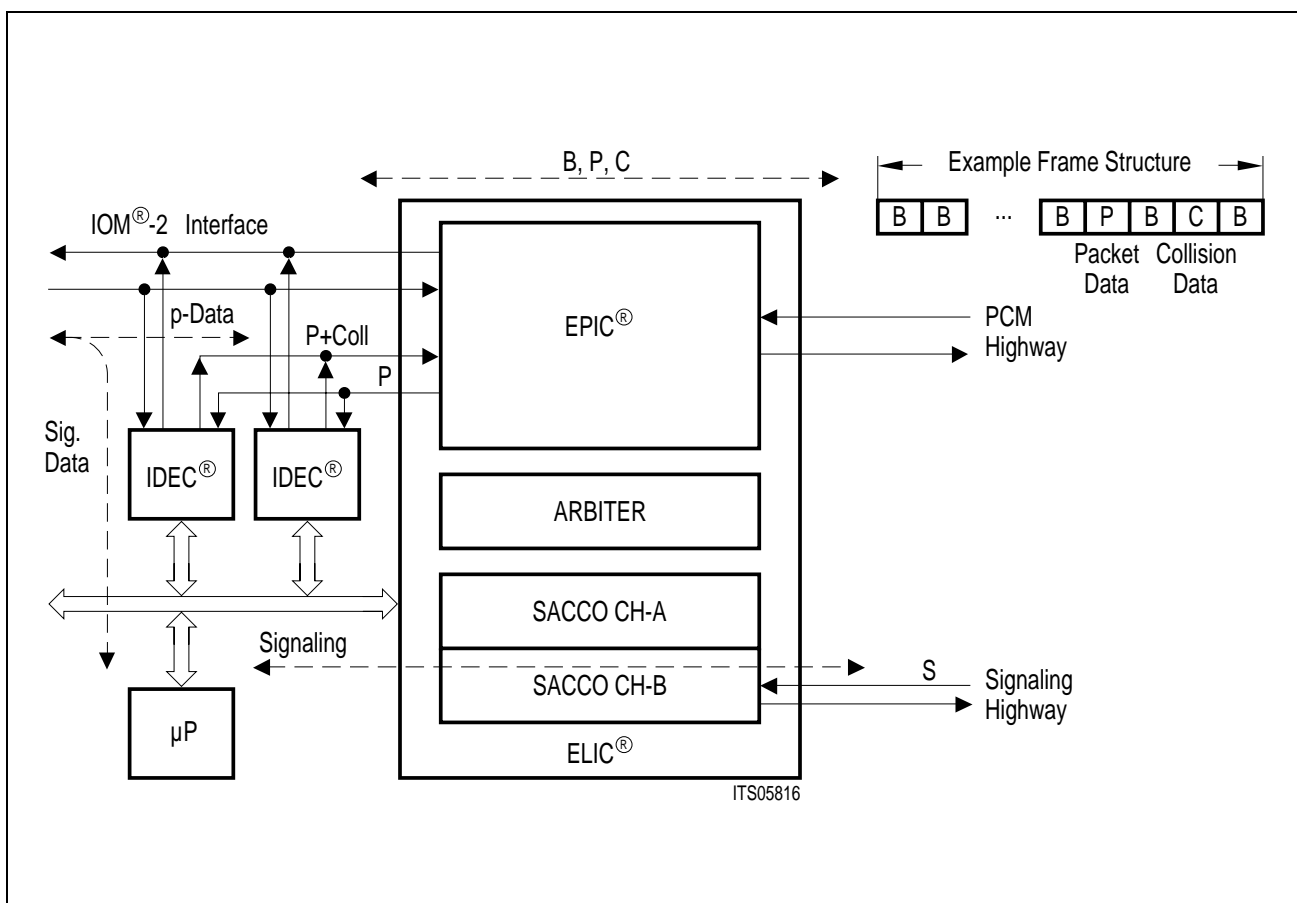 B, P, C
Example Frame Structure
B B ... B P B C B
Packet Data
Collision Data
IOM®-2 Interface
p-Data
P+Coll
P
EPIC®
PCM Highway
Sig. Data
IDEC®
IDEC®
ARBITER
SACCO CH-A
Signaling
SACCO CH-B
S
Signaling Highway
µP
ELIC®
ITS05816